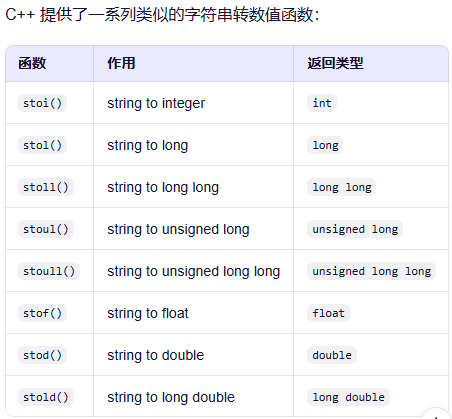 C++ 提供了一系列类似的字符串转数值函数：
函数 作用 返回类型
stoi() string to integer int
stol() string to long long
stoll() string to long long long long
stoul() string to unsigned long unsigned long
stoull() string to unsigned long long unsigned long long
stof() string to float float
stod() string to double double
stold() string to long double long double